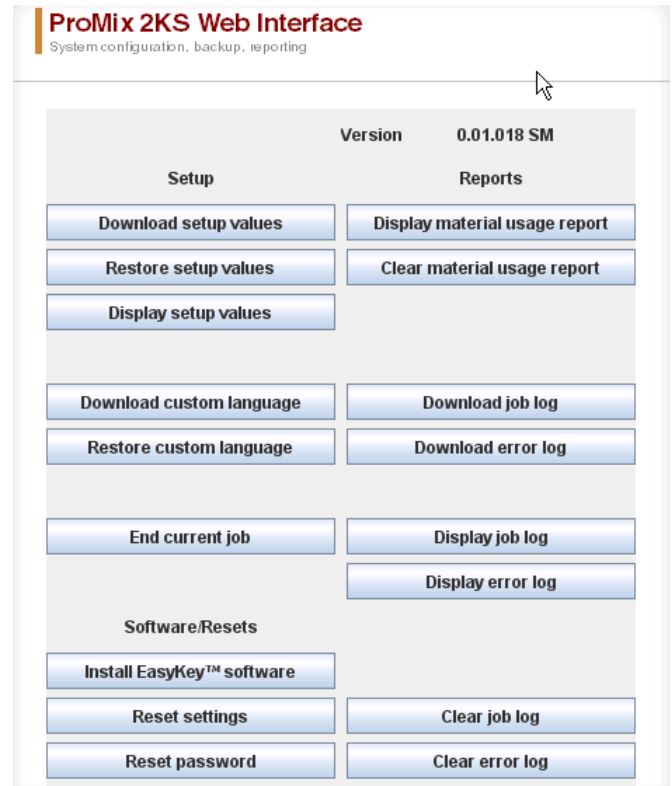 ProMix 2KS Web Interface
System configuration, backup, reporting
Version 0.01.018 SM
Setup Reports
Download setup values Display material usage report
Restore setup values Clear material usage report
Display setup values
Download custom language Download job log
Restore custom language Download error log
End current job Display job log
Display error log
Software/Resets
Install EasyKey™ software
Reset settings Clear job log
Reset password Clear error log